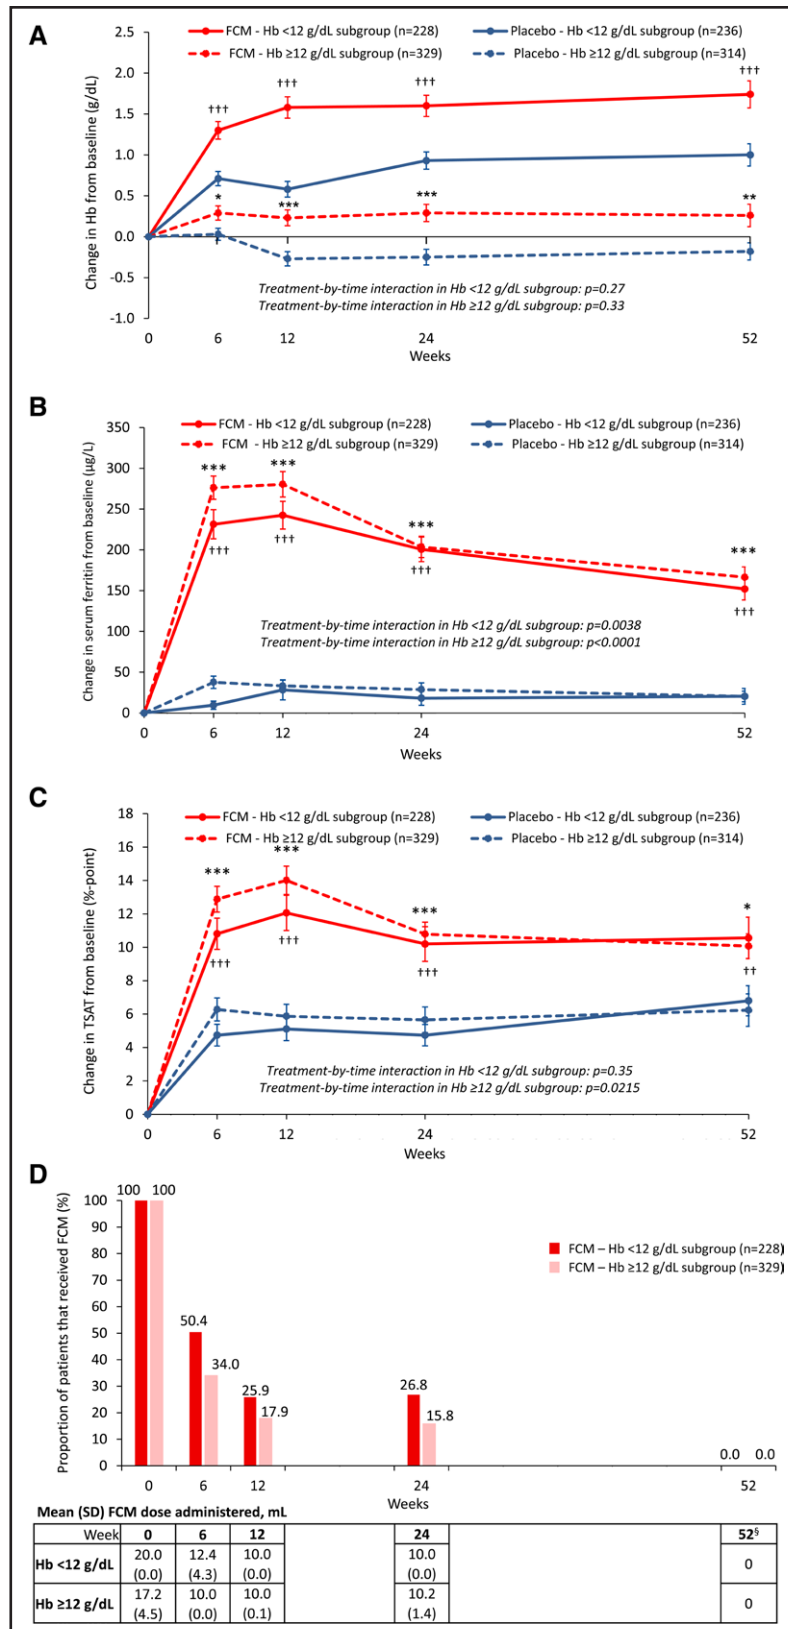 A
FCM - Hb <12 g/dL subgroup (n=228)
Placebo - Hb <12 g/dL subgroup (n=236)
FCM - Hb ≥12 g/dL subgroup (n=329)
Placebo - Hb ≥12 g/dL subgroup (n=314)
Change in Hb from baseline (g/dL)
2.5
2.0
1.5
1.0
0.5
0.0
-0.5
-1.0
††† ††† ††† †††
* *** *** **
†
Treatment-by-time interaction in Hb <12 g/dL subgroup: p=0.27
Treatment-by-time interaction in Hb ≥12 g/dL subgroup: p=0.33
0 6 12 24 52
Weeks
B
FCM - Hb <12 g/dL subgroup (n=228)
Placebo - Hb <12 g/dL subgroup (n=236)
FCM - Hb ≥12 g/dL subgroup (n=329)
Placebo - Hb ≥12 g/dL subgroup (n=314)
Change in serum ferritin from baseline (µg/L)
350
300
250
200
150
100
50
0
*** *** *** ***
††† ††† ††† †††
Treatment-by-time interaction in Hb <12 g/dL subgroup: p=0.0038
Treatment-by-time interaction in Hb ≥12 g/dL subgroup: p<0.0001
0 6 12 24 52
Weeks
C
FCM - Hb <12 g/dL subgroup (n=228)
Placebo - Hb <12 g/dL subgroup (n=236)
FCM - Hb ≥12 g/dL subgroup (n=329)
Placebo - Hb ≥12 g/dL subgroup (n=314)
Change in TSAT from baseline (%-point)
18
16
14
12
10
8
6
4
2
0
*** *** *** *
††† ††† ††† ††
Treatment-by-time interaction in Hb <12 g/dL subgroup: p=0.35
Treatment-by-time interaction in Hb ≥12 g/dL subgroup: p=0.0215
0 6 12 24 52
Weeks
D
Proportion of patients that received FCM (%)
100
90
80
70
60
50
40
30
20
10
0
100 100
50.4 34.0
25.9 17.9
26.8 15.8
0.0 0.0
FCM – Hb <12 g/dL subgroup (n=228)
FCM – Hb ≥12 g/dL subgroup (n=329)
0 6 12 24 52
Weeks
Mean (SD) FCM dose administered, mL
Week 0 6 12 24 52§
Hb <12 g/dL 20.0 12.4 10.0 10.0 0
(0.0) (4.3) (0.0) (0.0)
Hb ≥12 g/dL 17.2 10.0 10.0 10.2 0
(4.5) (0.0) (0.1) (1.4)